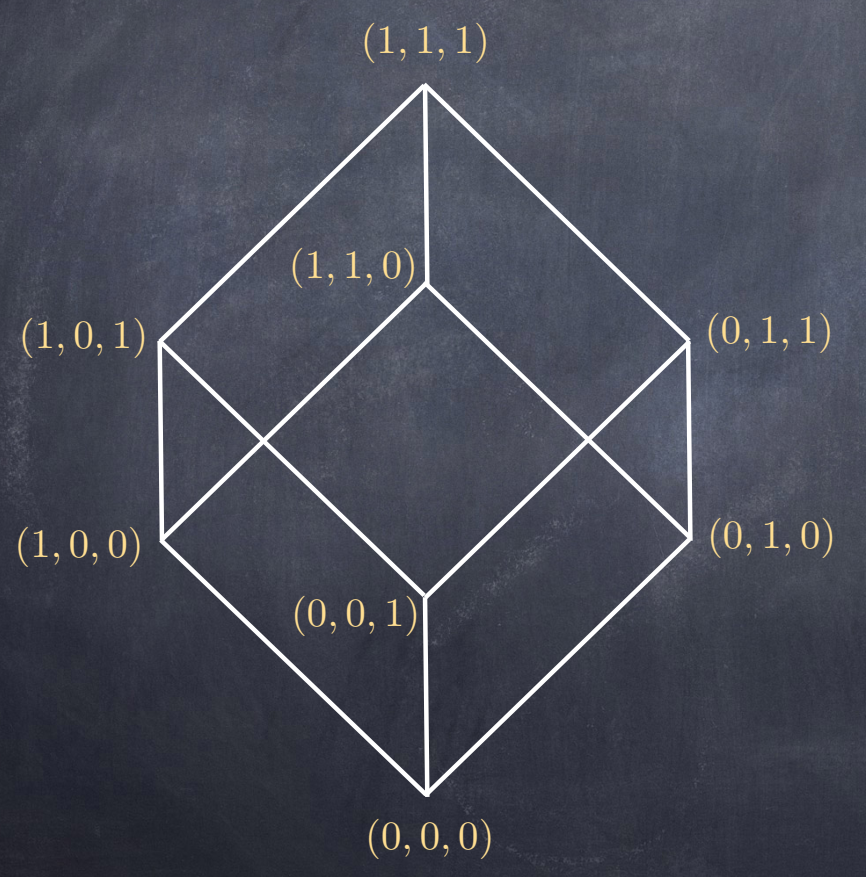 (1, 1, 1)
(1, 1, 0)
(1, 0, 1)
(0, 1, 1)
(1, 0, 0)
(0, 1, 0)
(0, 0, 1)
(0, 0, 0)